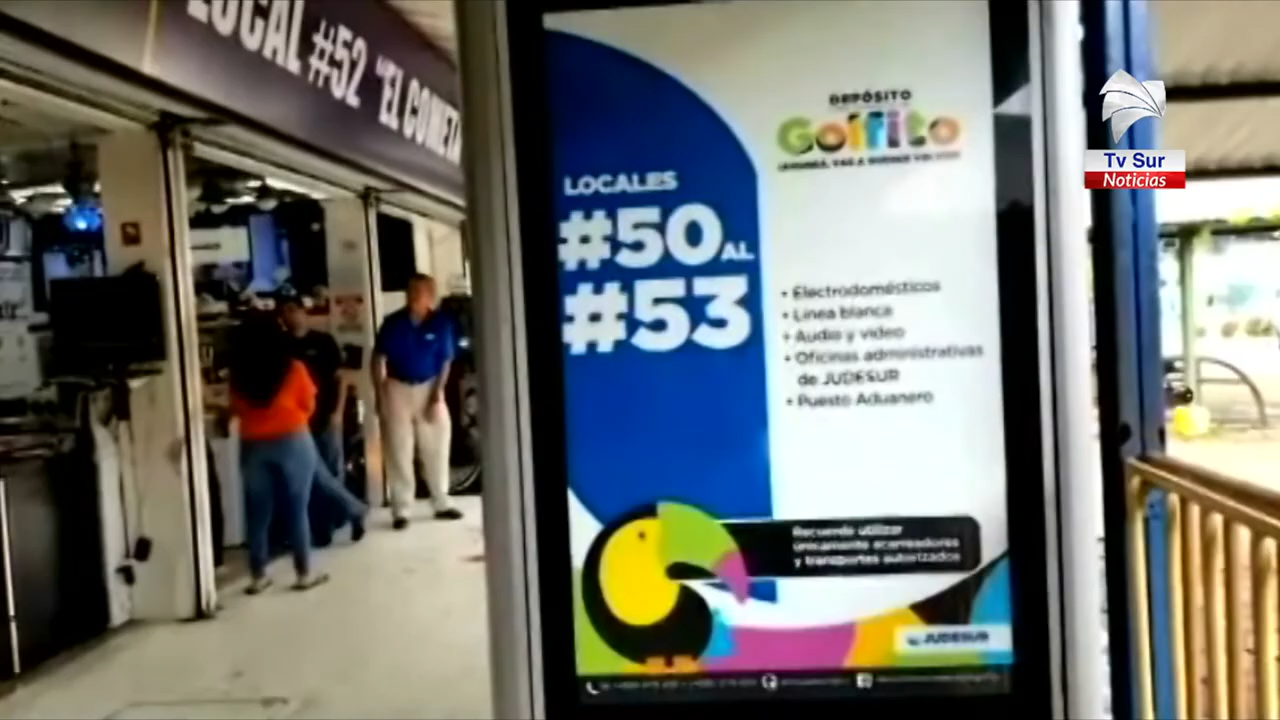 LOCAL #52 "EL COMETA
DEPÓSITO
Golfito
LOCALES
#50 AL
#53
• Electrodomésticos
• Línea blanca
• Audio y video
• Oficinas administrativas
de JUDESUR
• Puesto Aduanero
Recuerde utilizar
únicamente acarreadores
y transportes autorizados
JUDESUR
Tv Sur
Noticias